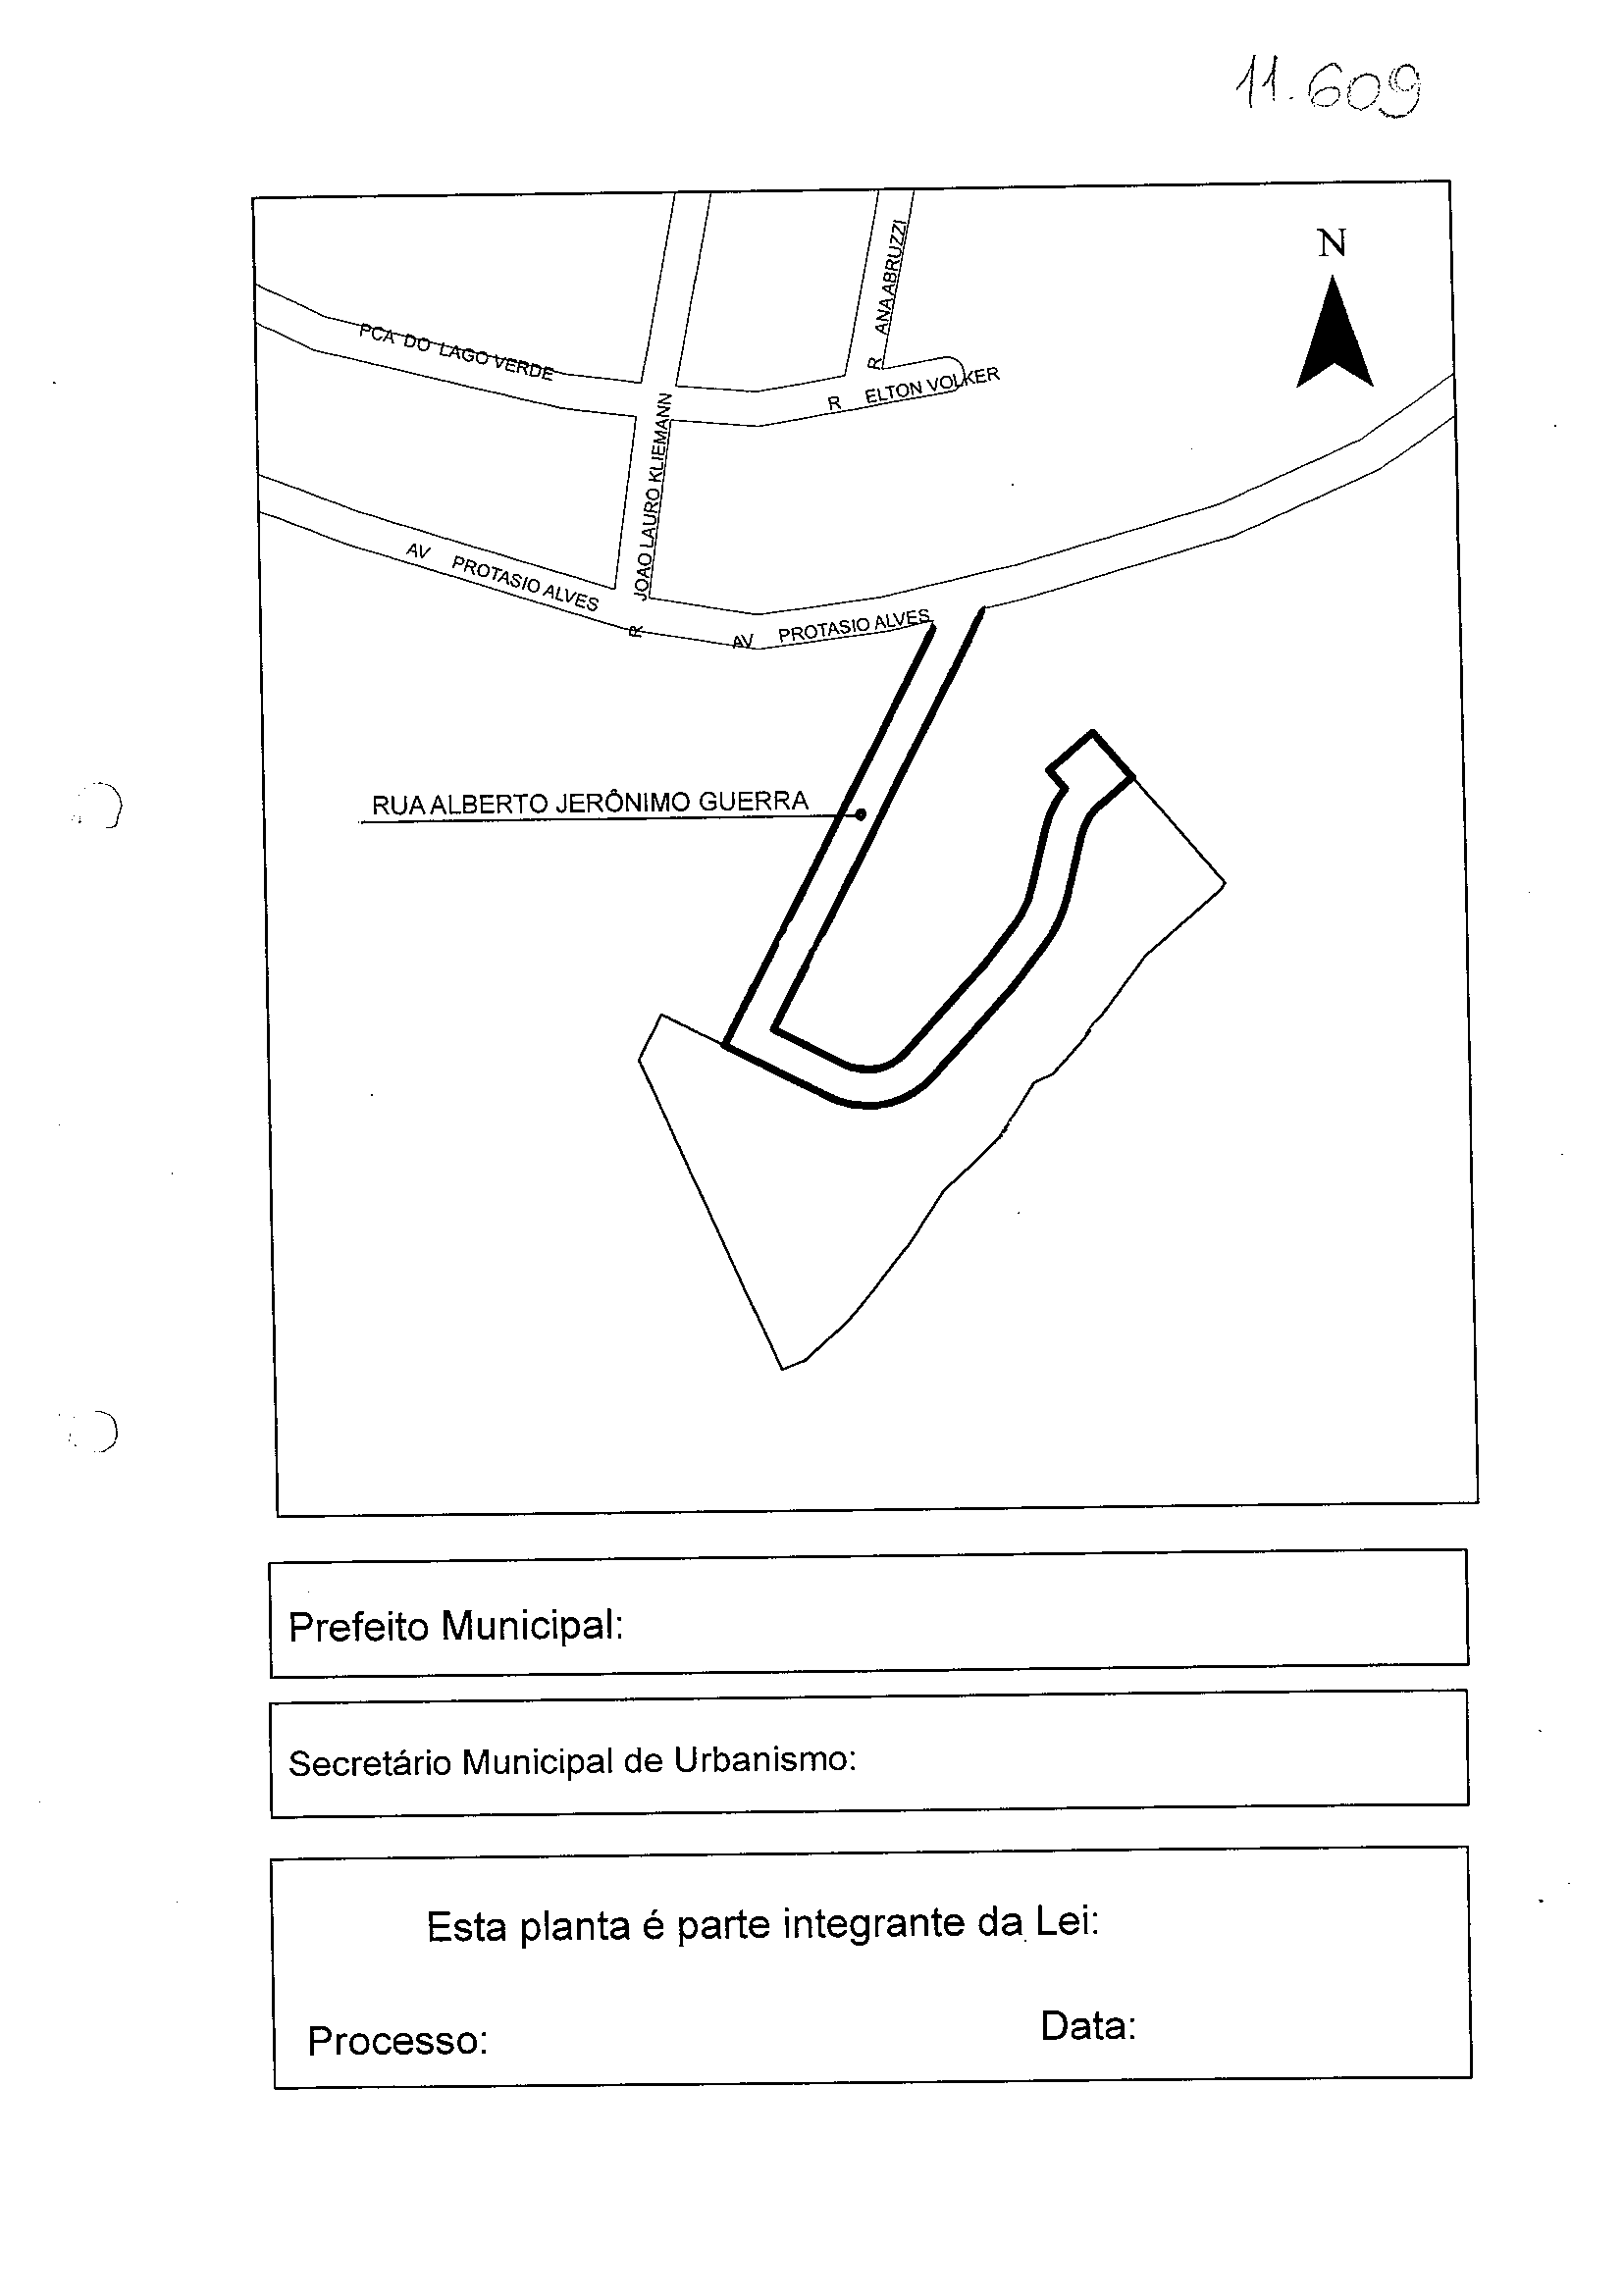 11.609
N
R ANA ABRUZZI
PCA DO LAGO VERDE
R ELTON VOLKER
R JOAO LAURO KLIEMANN
AV PROTASIO ALVES
AV PROTASIO ALVES
RUA ALBERTO JERÔNIMO GUERRA
Prefeito Municipal:
Secretário Municipal de Urbanismo:
Esta planta é parte integrante da Lei:
Processo:
Data: